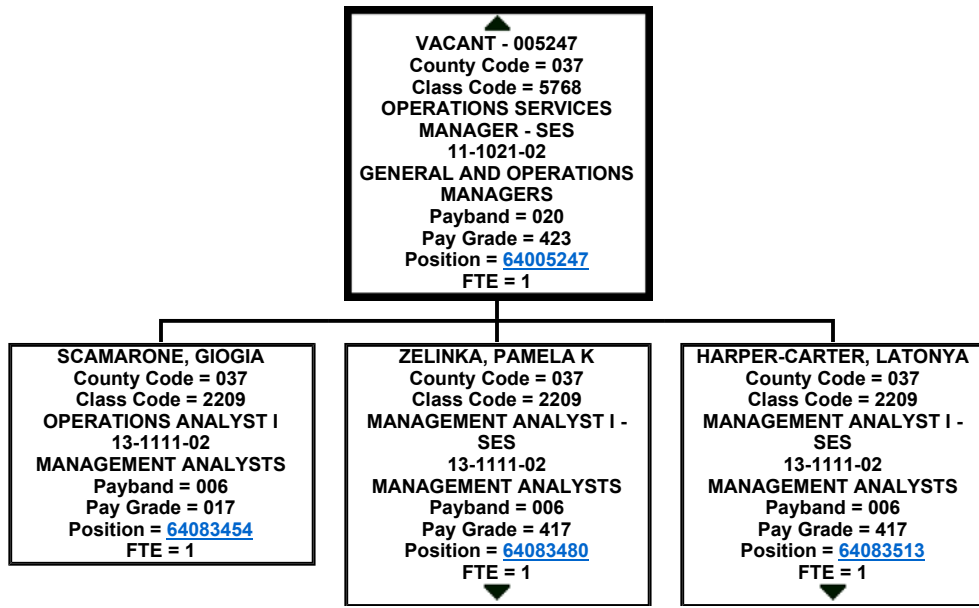 VACANT - 005247
County Code = 037
Class Code = 5768
OPERATIONS SERVICES
MANAGER - SES
11-1021-02
GENERAL AND OPERATIONS
MANAGERS
Payband = 020
Pay Grade = 423
Position = 64005247
FTE = 1
SCAMARONE, GIOGIA
County Code = 037
Class Code = 2209
OPERATIONS ANALYST I
13-1111-02
MANAGEMENT ANALYSTS
Payband = 006
Pay Grade = 017
Position = 64083454
FTE = 1
ZELINKA, PAMELA K
County Code = 037
Class Code = 2209
MANAGEMENT ANALYST I -
SES
13-1111-02
MANAGEMENT ANALYSTS
Payband = 006
Pay Grade = 417
Position = 64083480
FTE = 1
HARPER-CARTER, LATONYA
County Code = 037
Class Code = 2209
MANAGEMENT ANALYST I -
SES
13-1111-02
MANAGEMENT ANALYSTS
Payband = 006
Pay Grade = 417
Position = 64083513
FTE = 1